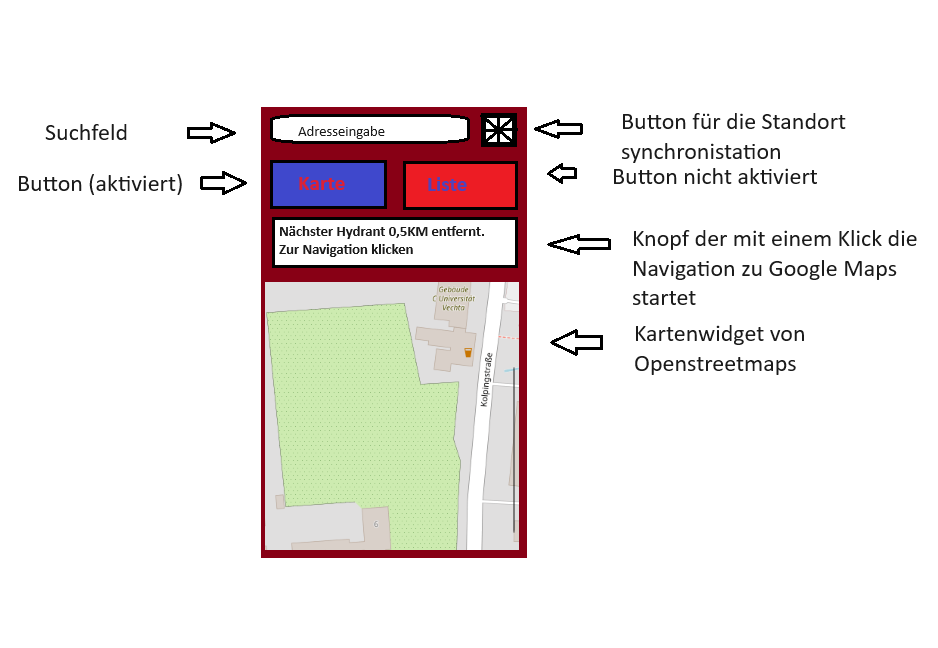 Suchfeld
Adresseingabe
Button für die Standort
synchronistation
Button (aktiviert)
Karte
Liste
Button nicht aktiviert
Nächster Hydrant 0,5KM entfernt.
Zur Navigation klicken
Knopf der mit einem Klick die
Navigation zu Google Maps
startet
Gebäude
C Universität
Vechta
Kolpingstraße
6
Kartenwidget von
Openstreetmaps